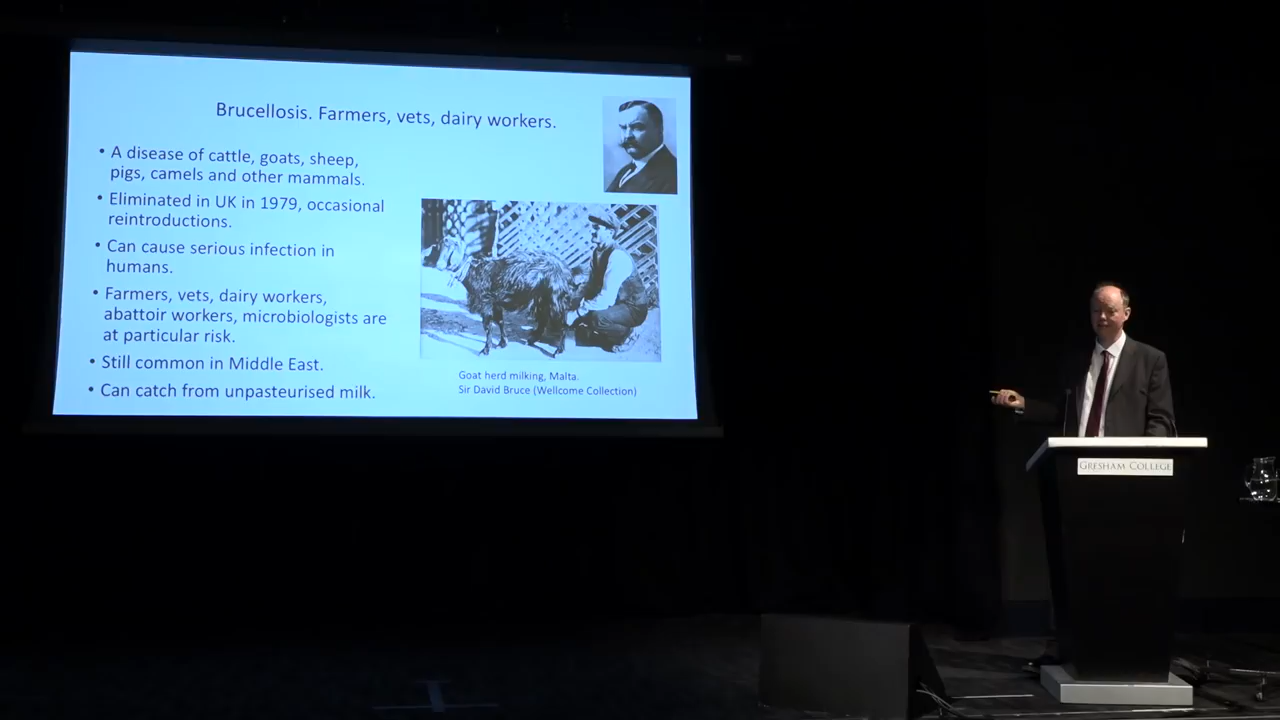 Brucellosis. Farmers, vets, dairy workers.
• A disease of cattle, goats, sheep,
pigs, camels and other mammals.
• Eliminated in UK in 1979, occasional
reintroductions.
• Can cause serious infection in
humans.
• Farmers, vets, dairy workers,
abattoir workers, microbiologists are
at particular risk.
• Still common in Middle East.
• Can catch from unpasteurised milk.
Goat herd milking, Malta.
Sir David Bruce (Wellcome Collection)
GRESHAM COLLEGE